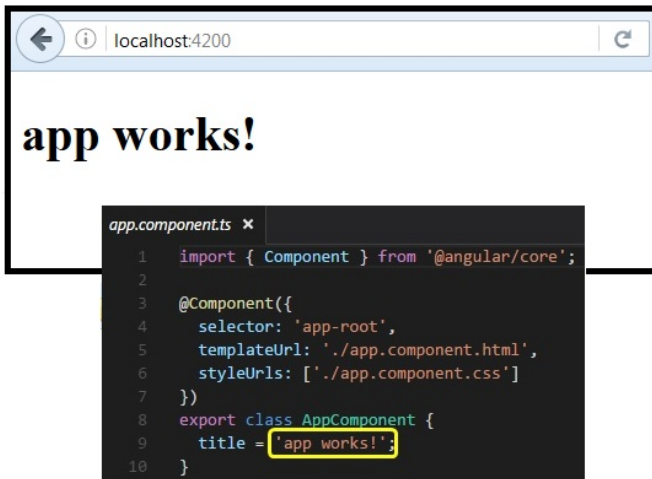 localhost:4200
app works!
app.component.ts ×
1 import { Component } from '@angular/core';
2
3 @Component({
4   selector: 'app-root',
5   templateUrl: './app.component.html',
6   styleUrls: ['./app.component.css']
7 })
8 export class AppComponent {
9   title = 'app works!';
10 }